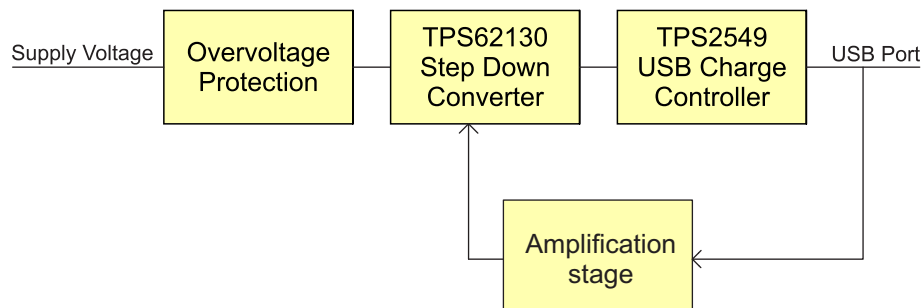 Supply Voltage
Overvoltage
Protection
TPS62130
Step Down
Converter
TPS2549
USB Charge
Controller
USB Port
Amplification
stage